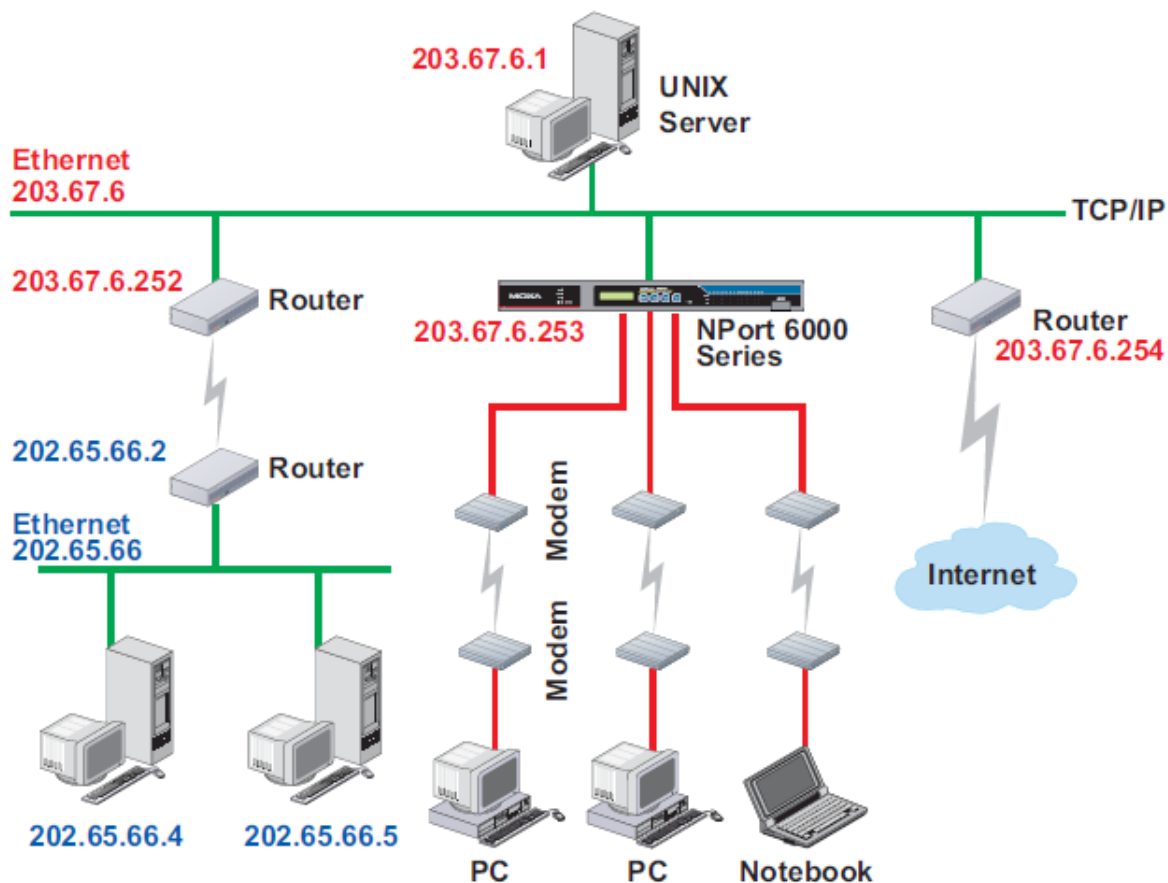 203.67.6.1
UNIX
Server
Ethernet
203.67.6
TCP/IP
203.67.6.252
Router
MOXA
203.67.6.253
NPort 6000
Series
Router
203.67.6.254
202.65.66.2
Router
Ethernet
202.65.66
Modem
Modem
Internet
202.65.66.4
202.65.66.5
PC
PC
Notebook